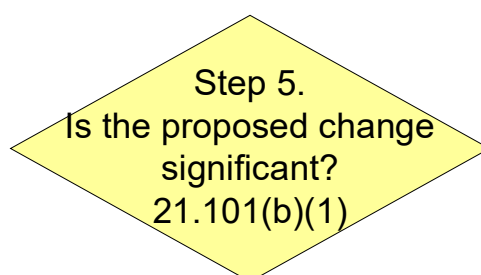 Step 5.
Is the proposed change
significant?
21.101(b)(1)